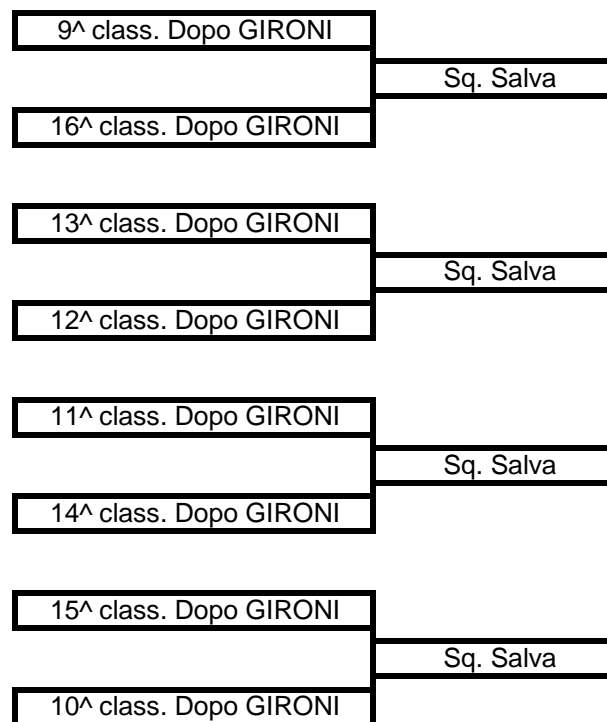 9^ class. Dopo GIRONI
Sq. Salva
16^ class. Dopo GIRONI
13^ class. Dopo GIRONI
Sq. Salva
12^ class. Dopo GIRONI
11^ class. Dopo GIRONI
Sq. Salva
14^ class. Dopo GIRONI
15^ class. Dopo GIRONI
Sq. Salva
10^ class. Dopo GIRONI